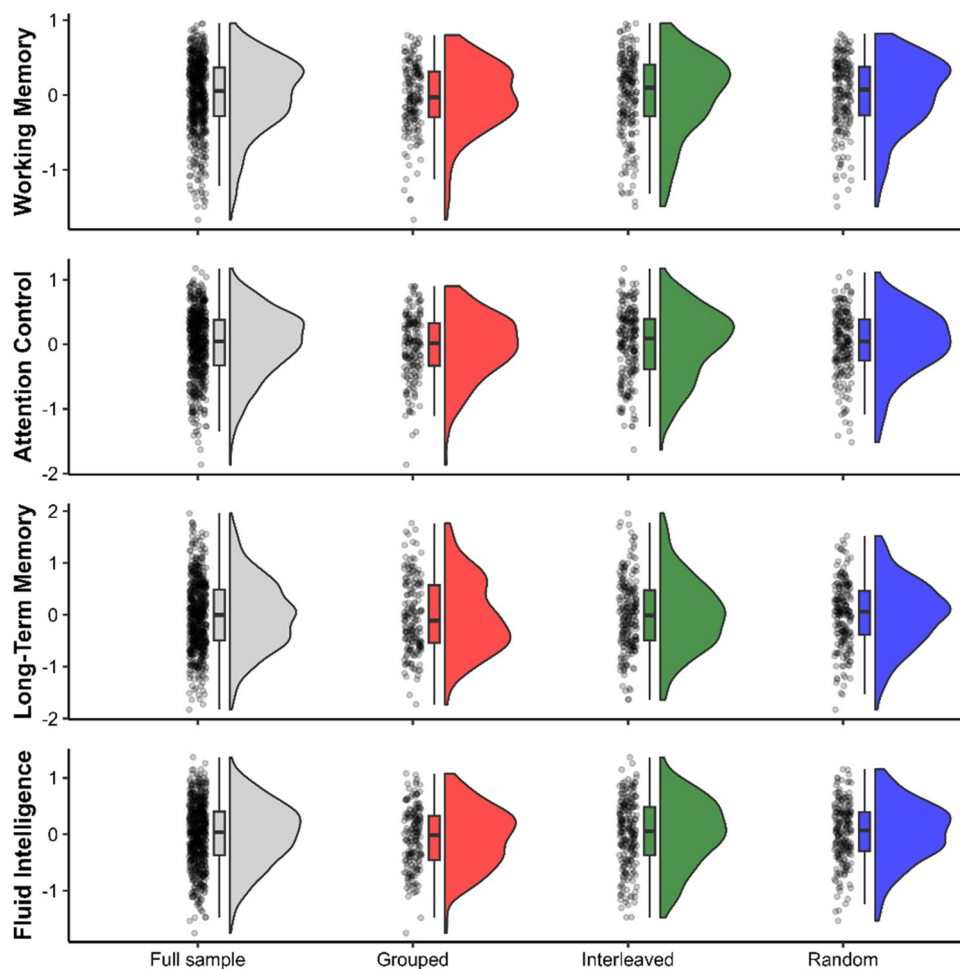 Working Memory
1
0
-1
Attention Control
1
0
-1
-2
Long-Term Memory
2
1
0
-1
-2
Fluid Intelligence
1
0
-1
Full sample
Grouped
Interleaved
Random